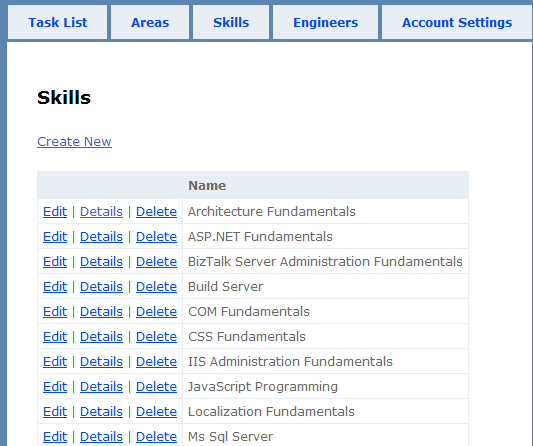 Task List Areas Skills Engineers Account Settings
Skills
Create New
Name
Edit | Details | Delete Architecture Fundamentals
Edit | Details | Delete ASP.NET Fundamentals
Edit | Details | Delete BizTalk Server Administration Fundamentals
Edit | Details | Delete Build Server
Edit | Details | Delete COM Fundamentals
Edit | Details | Delete CSS Fundamentals
Edit | Details | Delete IIS Administration Fundamentals
Edit | Details | Delete JavaScript Programming
Edit | Details | Delete Localization Fundamentals
Edit | Details | Delete Ms Sql Server